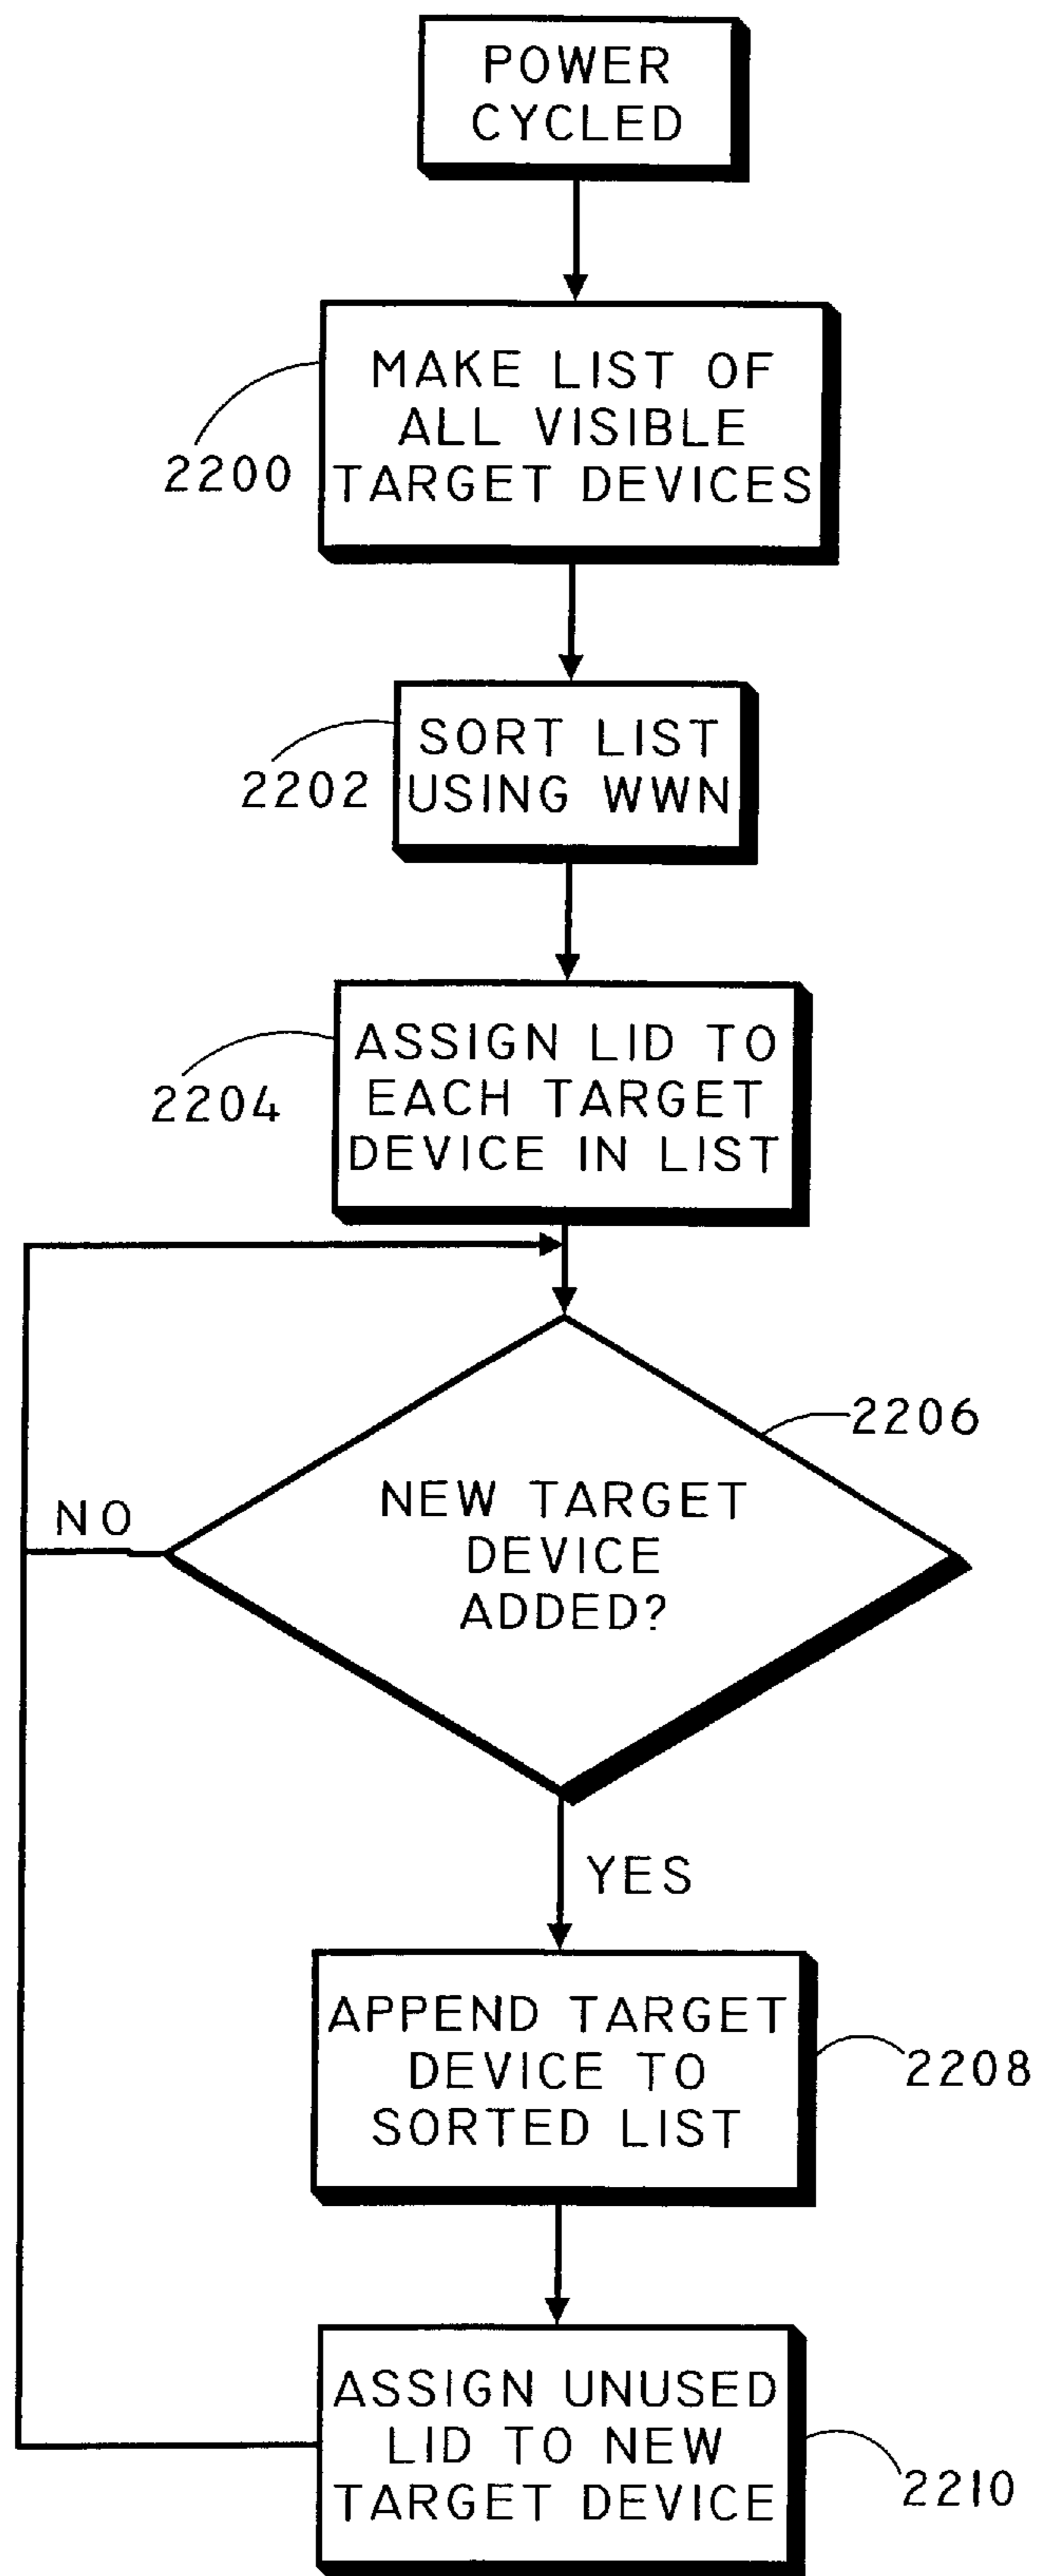 POWER
CYCLED
MAKE LIST OF
ALL VISIBLE
TARGET DEVICES
2200
SORT LIST
USING WWN
2202
ASSIGN LID TO
EACH TARGET
DEVICE IN LIST
2204
2206
NEW TARGET
DEVICE
ADDED?
NO
YES
APPEND TARGET
DEVICE TO
SORTED LIST
2208
ASSIGN UNUSED
LID TO NEW
TARGET DEVICE
2210